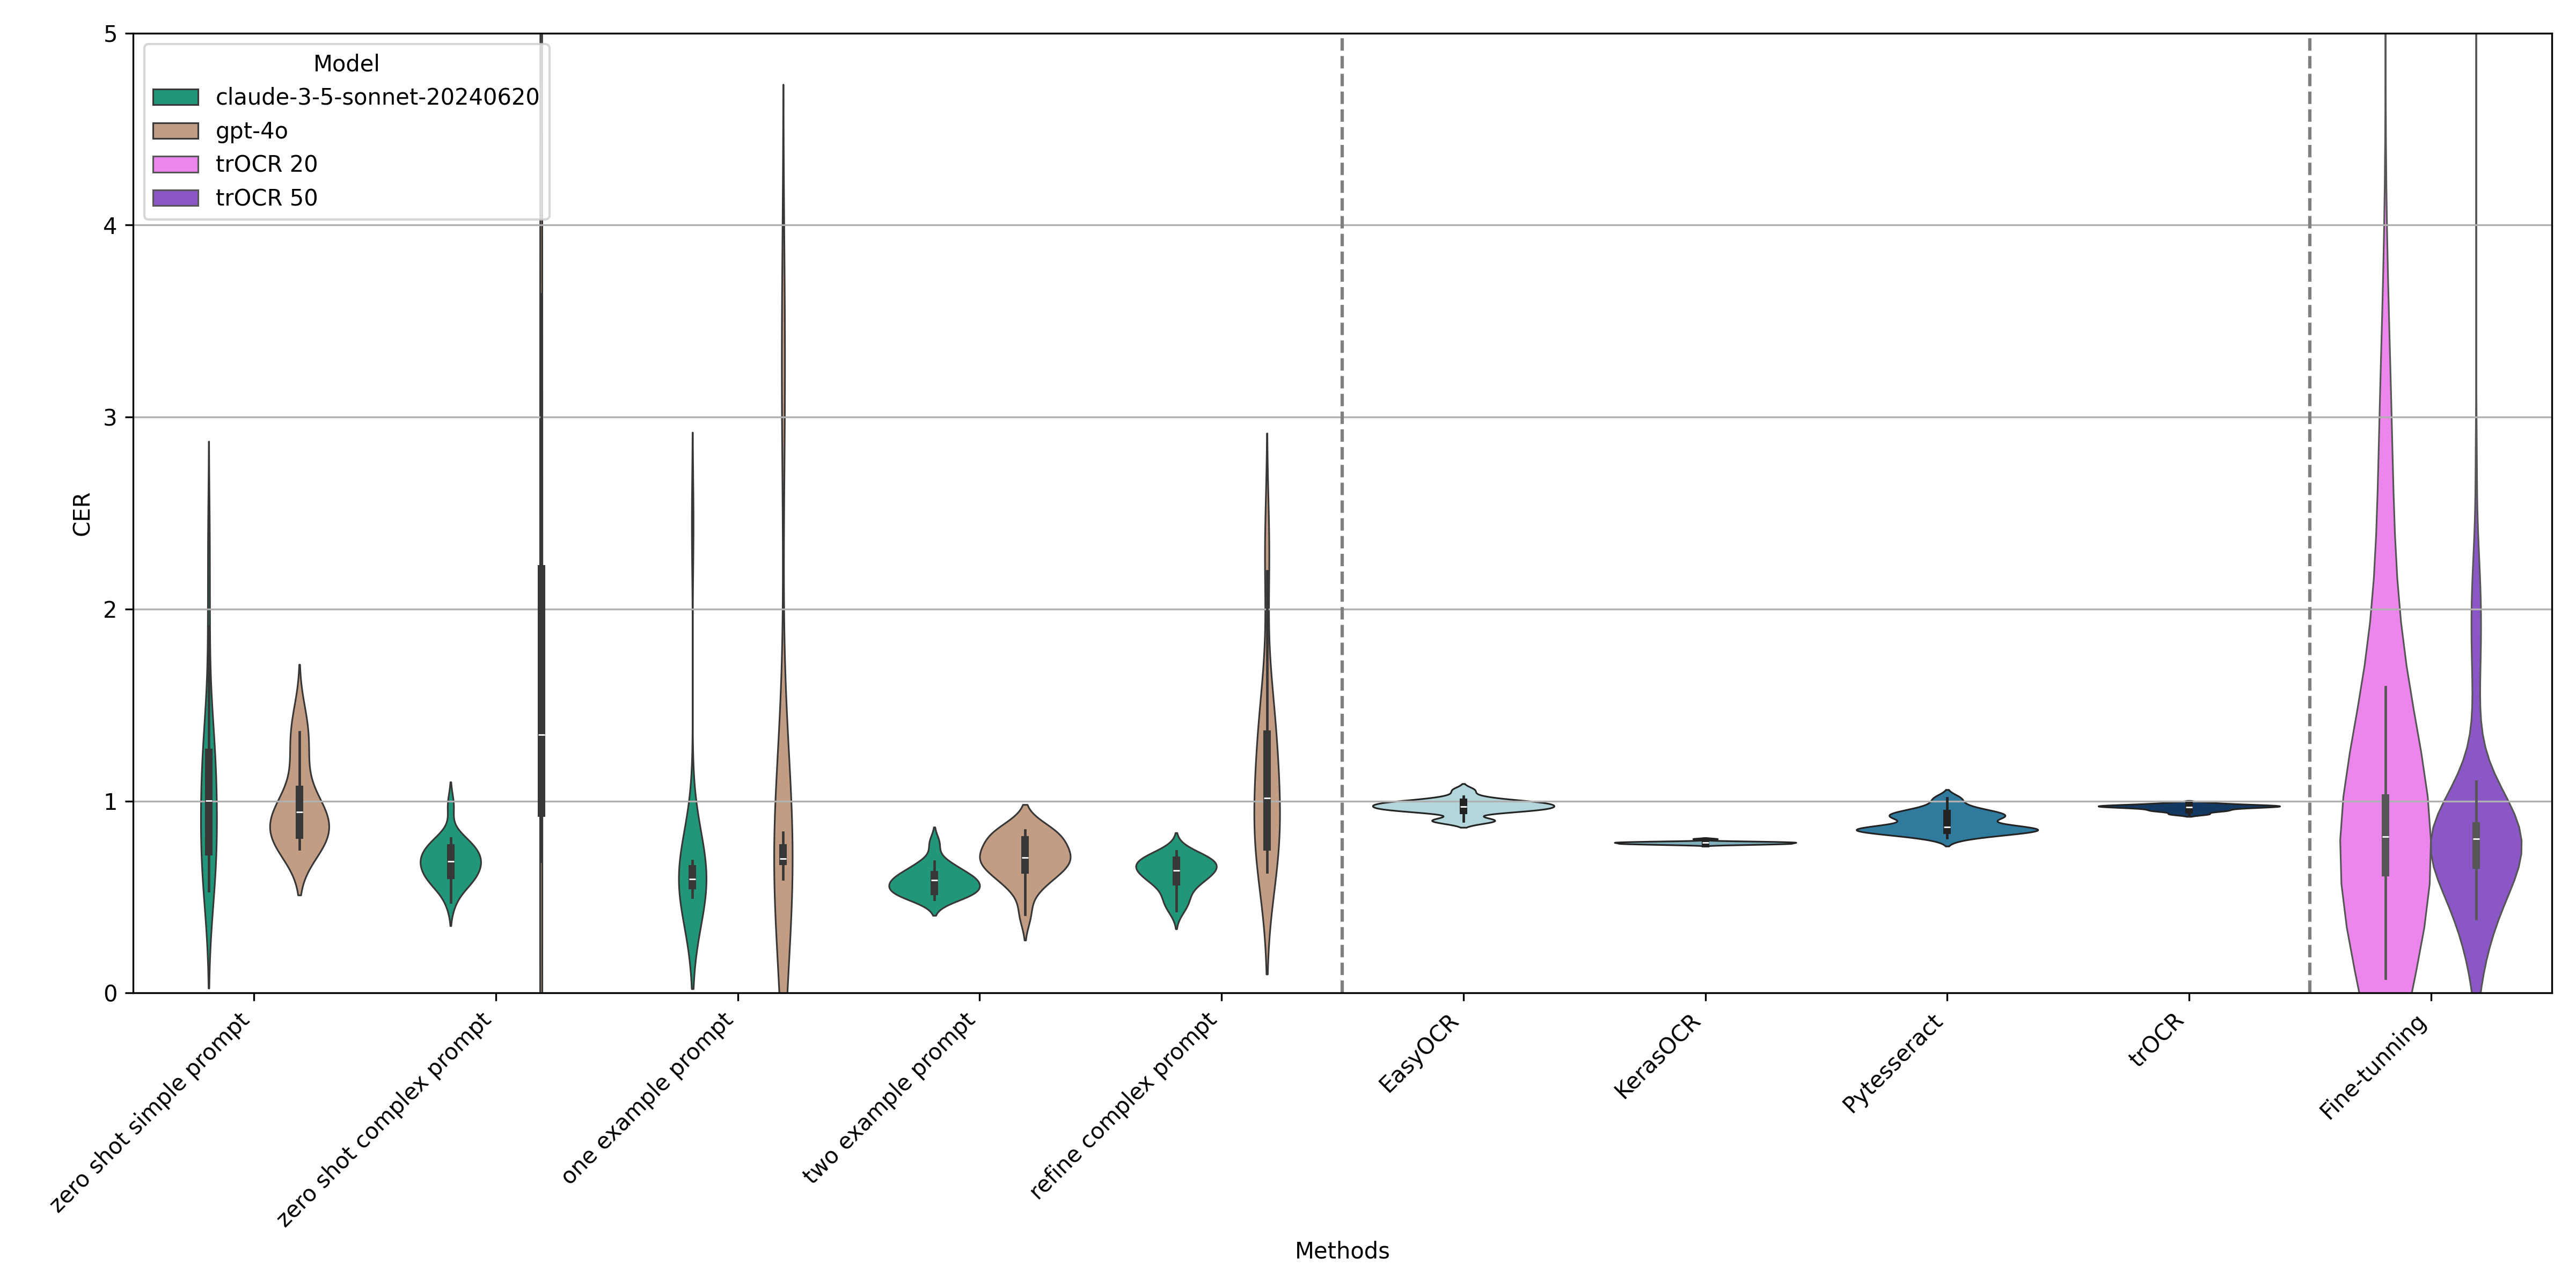 5
4
3
2
1
0
CER
Model
claude-3-5-sonnet-20240620
gpt-4o
trOCR 20
trOCR 50
zero shot simple prompt
zero shot complex prompt
one example prompt
two example prompt
refine complex prompt
EasyOCR
KerasOCR
Pytesseract
trOCR
Fine-tunning
Methods